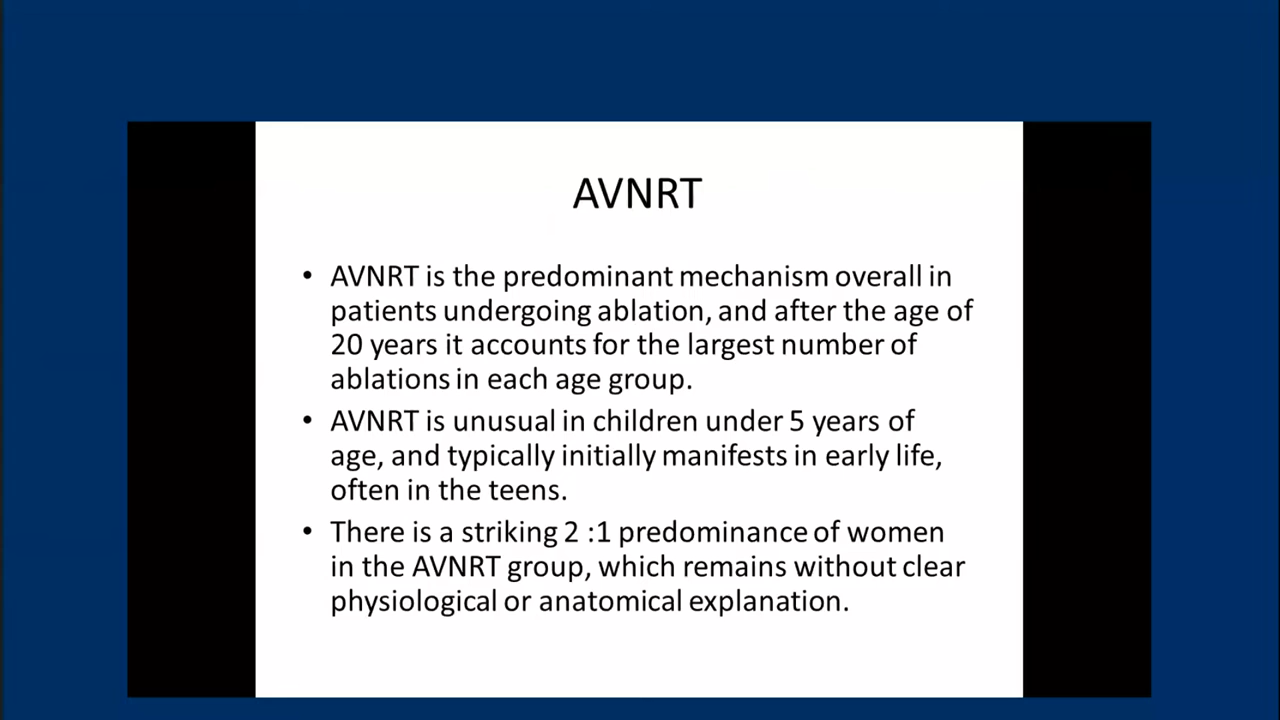 AVNRT
• AVNRT is the predominant mechanism overall in
patients undergoing ablation, and after the age of
20 years it accounts for the largest number of
ablations in each age group.
• AVNRT is unusual in children under 5 years of
age, and typically initially manifests in early life,
often in the teens.
• There is a striking 2 :1 predominance of women
in the AVNRT group, which remains without clear
physiological or anatomical explanation.